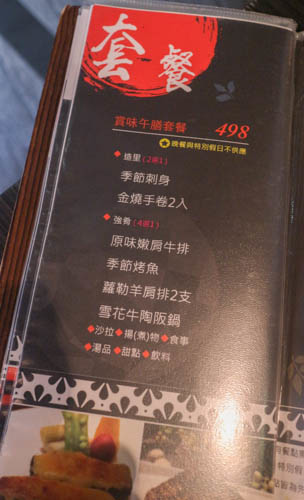 套餐
賞味午膳套餐 498
晚餐與特別假日不供應
造里(2選1)
季節刺身
金燒手卷2入
強肴(4選1)
原味嫩肩牛排
季節烤魚
蘿勒羊肩排2支
雪花牛陶阪鍋
沙拉 揚(煮)物 食事
湯品 甜點 飲料